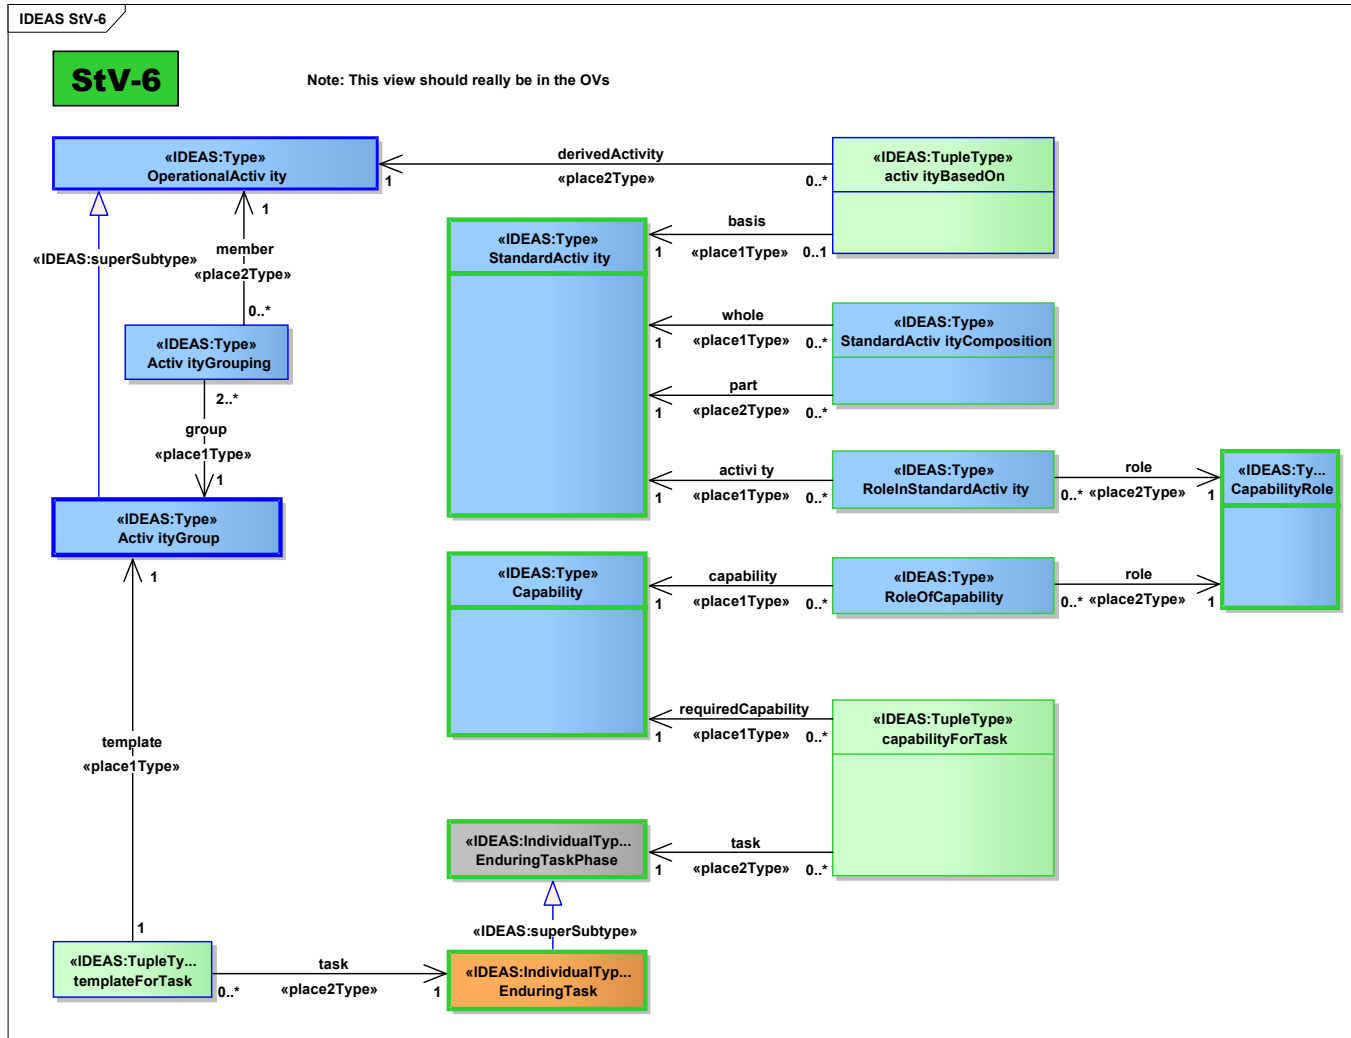 IDEAS StV-6
StV-6
Note: This view should really be in the OVs
«IDEAS:Type»
OperationalActiv ity
derivedActivity
«place2Type»
1
0..*
«IDEAS:TupleType»
activ ityBasedOn
basis
«place1Type»
1
0..1
«IDEAS:superSubtype»
1
member
«place2Type»
0..*
«IDEAS:Type»
StandardActiv ity
«IDEAS:Type»
Activ ityGrouping
whole
«place1Type»
1
0..*
«IDEAS:Type»
StandardActiv ityComposition
part
«place2Type»
1
0..*
2..*
group
«place1Type»
1
activi ty
«place1Type»
1
0..*
«IDEAS:Type»
RoleInStandardActiv ity
role
0..*
«place2Type»
1
«IDEAS:Ty...
CapabilityRole
«IDEAS:Type»
Activ ityGroup
«IDEAS:Type»
Capability
capability
«place1Type»
1
0..*
«IDEAS:Type»
RoleOfCapability
role
0..*
«place2Type»
1
1
template
«place1Type»
1
requiredCapability
«place1Type»
1
0..*
«IDEAS:TupleType»
capabilityForTask
«IDEAS:IndividualTyp...
EnduringTaskPhase
task
«place2Type»
1
0..*
«IDEAS:superSubtype»
«IDEAS:TupleTy...
templateForTask
task
«place2Type»
0..*
1
«IDEAS:IndividualTyp...
EnduringTask